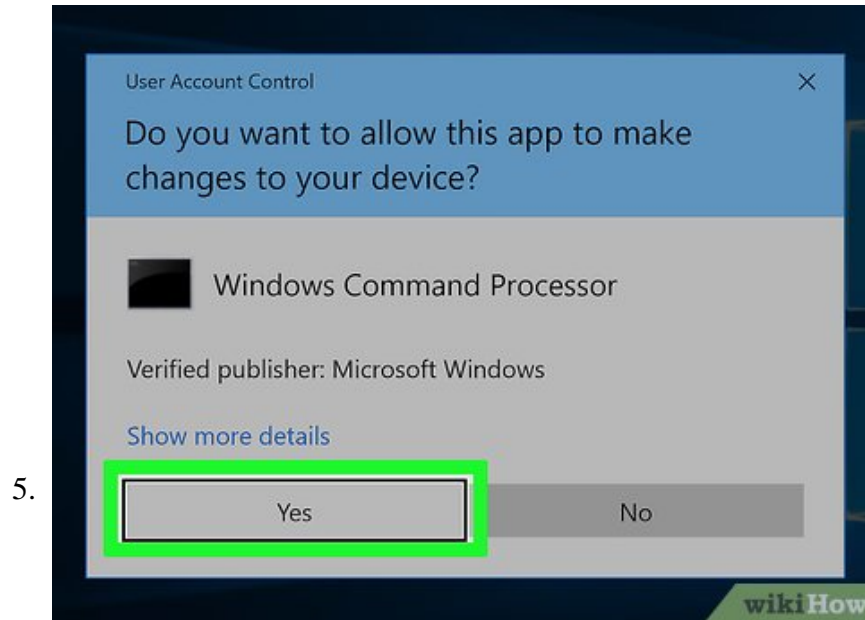 User Account Control
Do you want to allow this app to make
changes to your device?
Windows Command Processor
Verified publisher: Microsoft Windows
Show more details
5.
Yes No
wikiHow